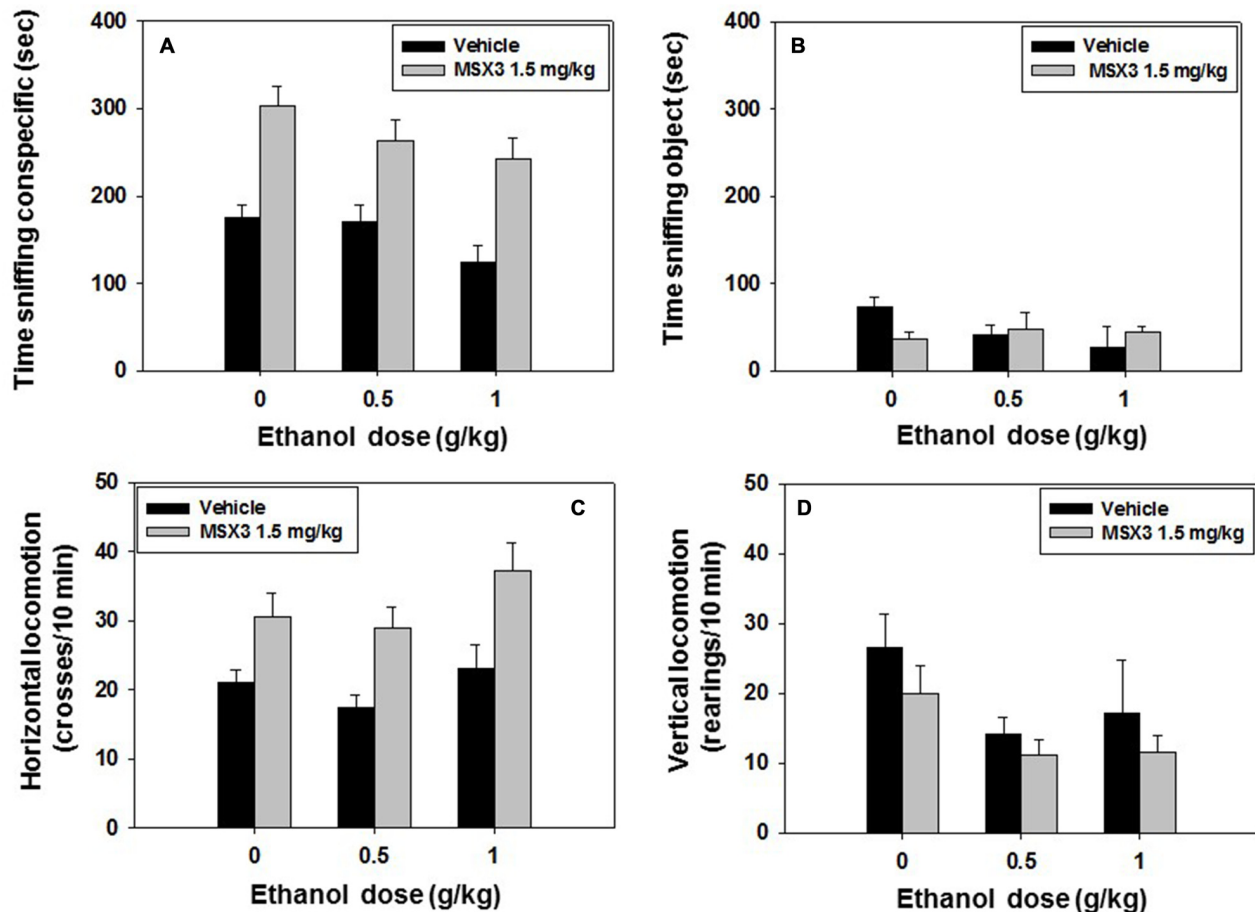 A
Vehicle
MSX3 1.5 mg/kg
Time sniffing conspecific (sec)
400
300
200
100
0
0 0.5 1
Ethanol dose (g/kg)
B
Vehicle
MSX3 1.5 mg/kg
Time sniffing object (sec)
400
300
200
100
0
0 0.5 1
Ethanol dose (g/kg)
C
Vehicle
MSX3 1.5 mg/kg
Horizontal locomotion
(crosses/10 min)
50
40
30
20
10
0
0 0.5 1
Ethanol dose (g/kg)
D
Vehicle
MSX3 1.5 mg/kg
Vertical locomotion
(rearings/10 min)
50
40
30
20
10
0
0 0.5 1
Ethanol dose (g/kg)